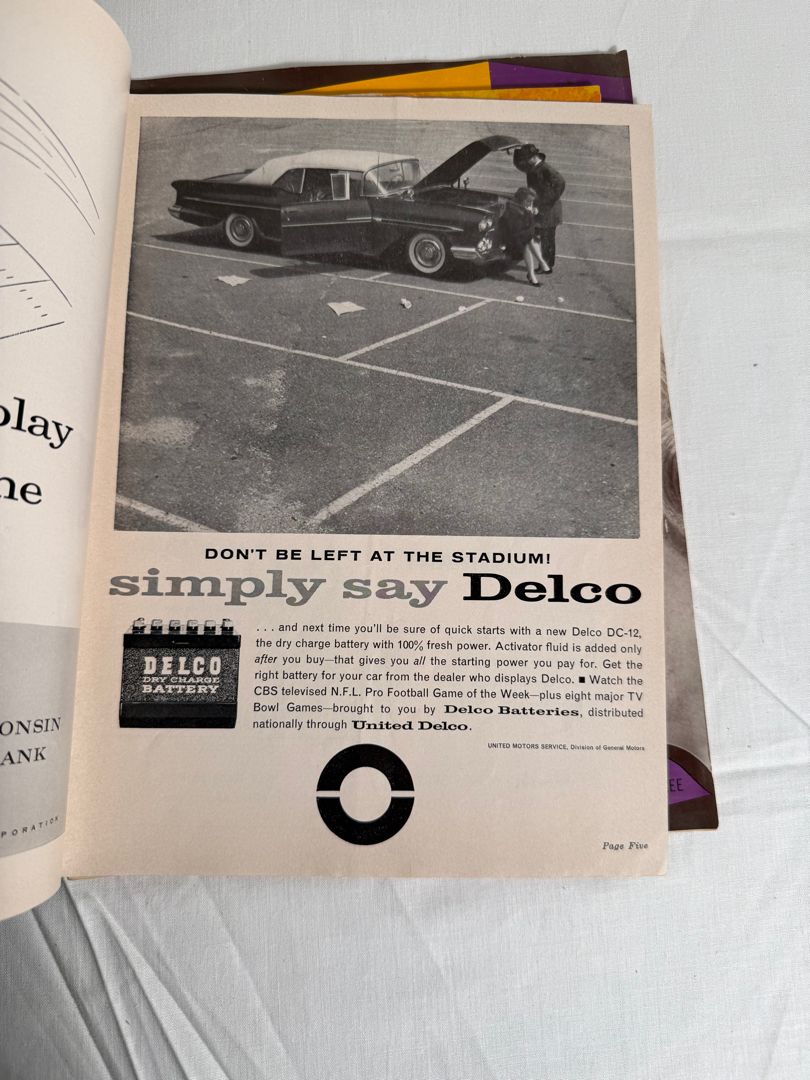 play
ne
ONSIN
ANK
PORATION
DON'T BE LEFT AT THE STADIUM!
simply say Delco
DELCO
DRY CHARGE
BATTERY
. . . and next time you'll be sure of quick starts with a new Delco DC-12,
the dry charge battery with 100% fresh power. Activator fluid is added only
after you buy—that gives you all the starting power you pay for. Get the
right battery for your car from the dealer who displays Delco. ■ Watch the
CBS televised N.F.L. Pro Football Game of the Week—plus eight major TV
Bowl Games—brought to you by Delco Batteries, distributed
nationally through United Delco.
UNITED MOTORS SERVICE, Division of General Motors
Page Five
EE